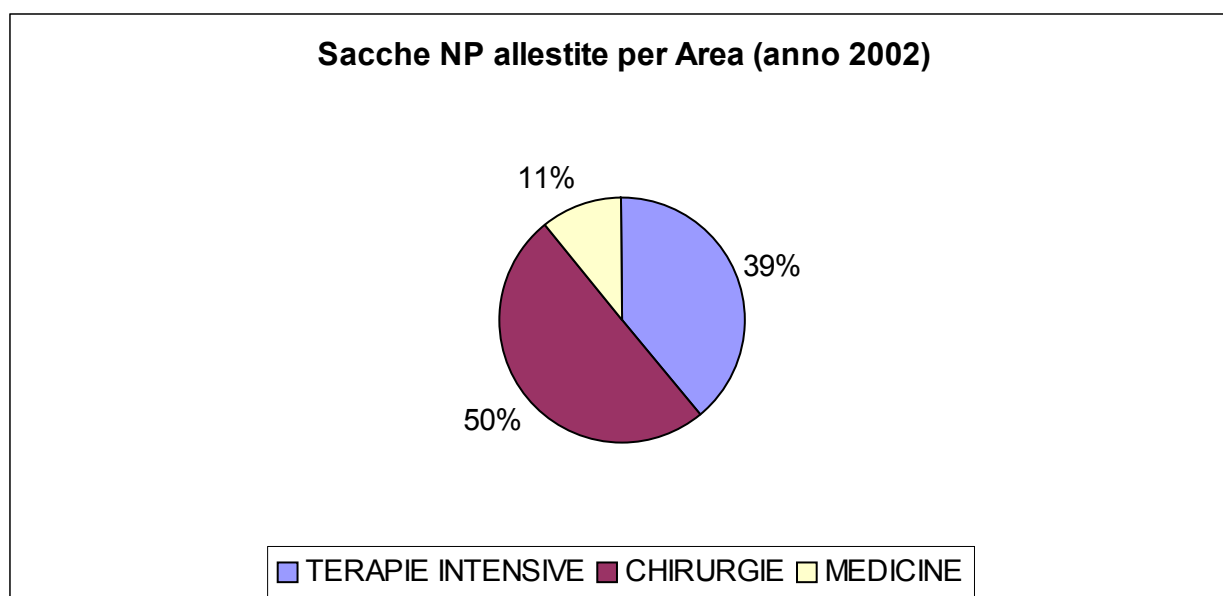 Sacche NP allestite per Area (anno 2002)
11%
39%
50%
TERAPIE INTENSIVE CHIRURGIE MEDICINE